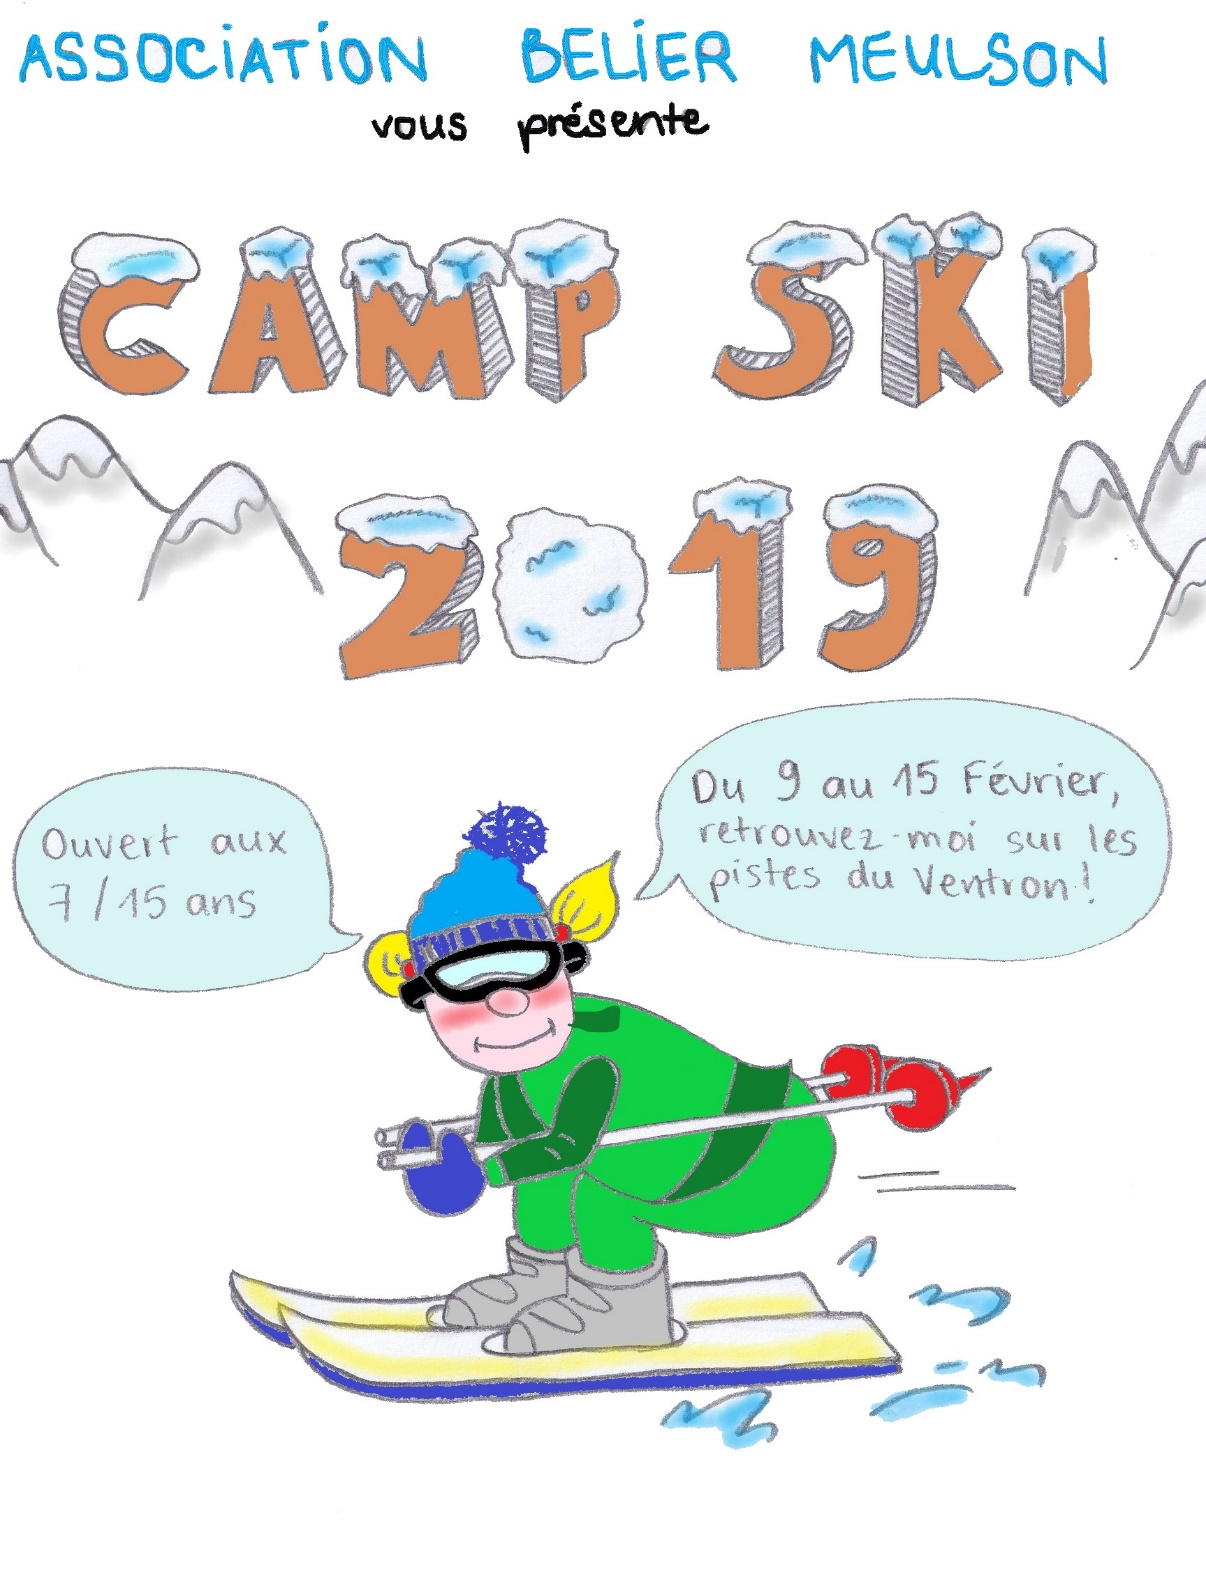 ASSOCiATiON BELiER MEULSON
vous présente
CAMP SKI
2019
Ouvert aux
7/15 ans
Du 9 au 15 Février,
retrouvez-moi sur les
pistes du Ventron!